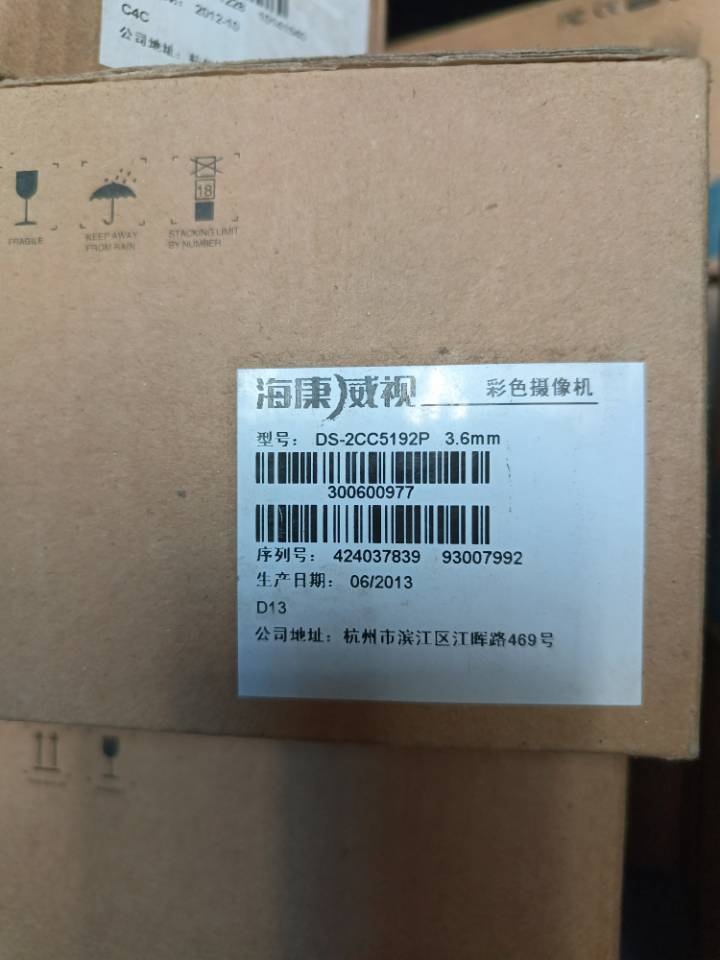 2012-10
C4C
公司地址：
FRAGILE
KEEP AWAY
FROM RAIN
18
STACKING LIMIT
BY NUMBER
海康威视 彩色摄像机
型号： DS-2CC5192P 3.6mm
300600977
序列号： 424037839 93007992
生产日期： 06/2013
D13
公司地址： 杭州市滨江区江晖路469号